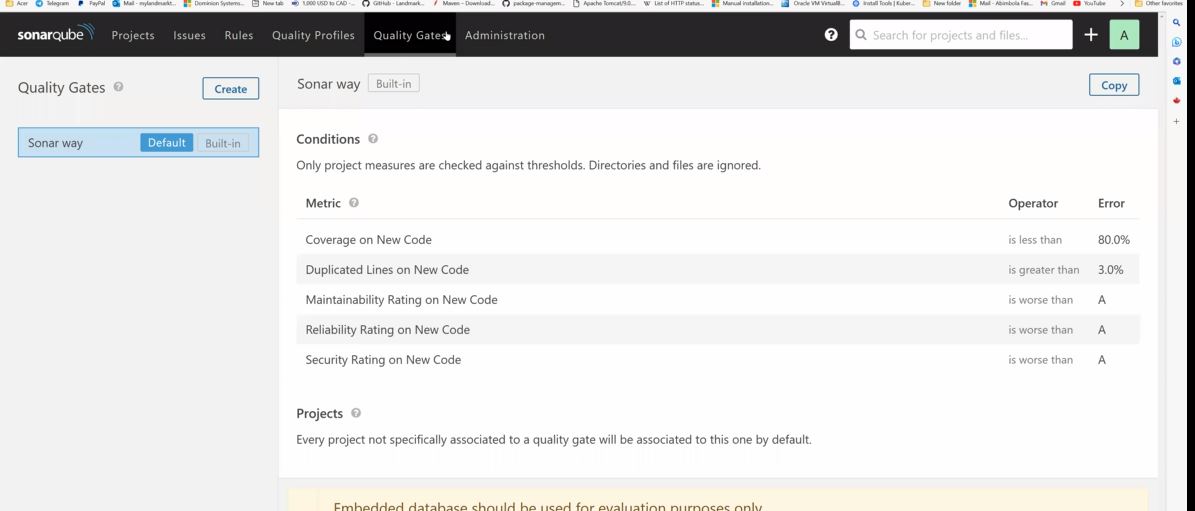 Acer Telegram PayPal Mail - mylandmarkt... Dominion Systems... New tab 1,000 USD to CAD -... GitHub - Landmark... Maven – Download... package-managem... Apache Tomcat/9.0... List of HTTP status... Manual installation... Oracle VM VirtualB... Install Tools | Kuber... New folder Mail - Abimbola Fas... Gmail YouTube Other favorites
sonarqube Projects Issues Rules Quality Profiles Quality Gates Administration ? Search for projects and files... + A
Quality Gates ? Create Sonar way Built-in Copy
Sonar way Default Built-in
Conditions ?
Only project measures are checked against thresholds. Directories and files are ignored.
Metric ? Operator Error
Coverage on New Code is less than 80.0%
Duplicated Lines on New Code is greater than 3.0%
Maintainability Rating on New Code is worse than A
Reliability Rating on New Code is worse than A
Security Rating on New Code is worse than A
Projects ?
Every project not specifically associated to a quality gate will be associated to this one by default.
Embedded database should be used for evaluation purposes only